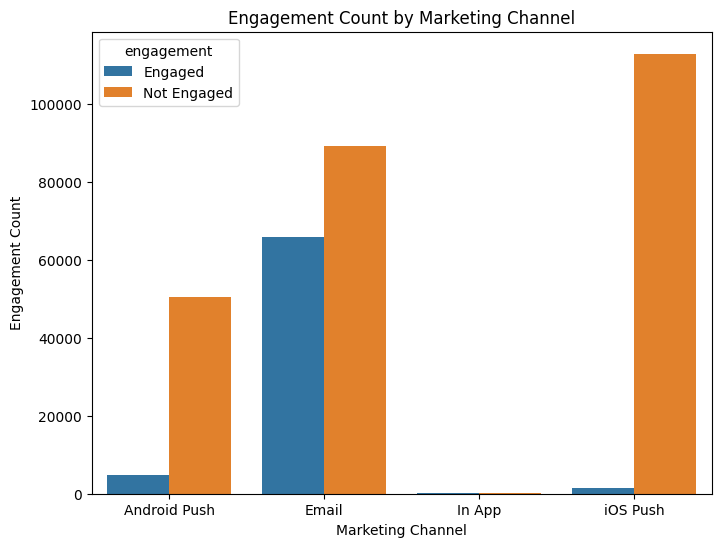 Engagement Count by Marketing Channel
engagement
Engaged
Not Engaged
100000
80000
60000
40000
20000
0
Engagement Count
Android Push
Email
In App
iOS Push
Marketing Channel